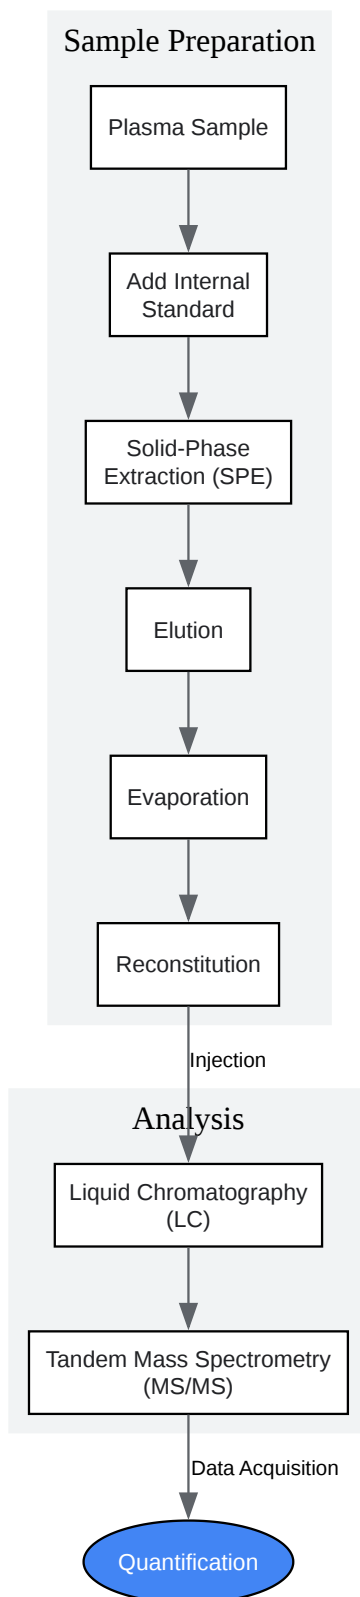 Sample Preparation
Plasma Sample
Add Internal
Standard
Solid-Phase
Extraction (SPE)
Elution
Evaporation
Reconstitution
Injection
Analysis
Liquid Chromatography
(LC)
Tandem Mass Spectrometry
(MS/MS)
Data Acquisition
Quantification